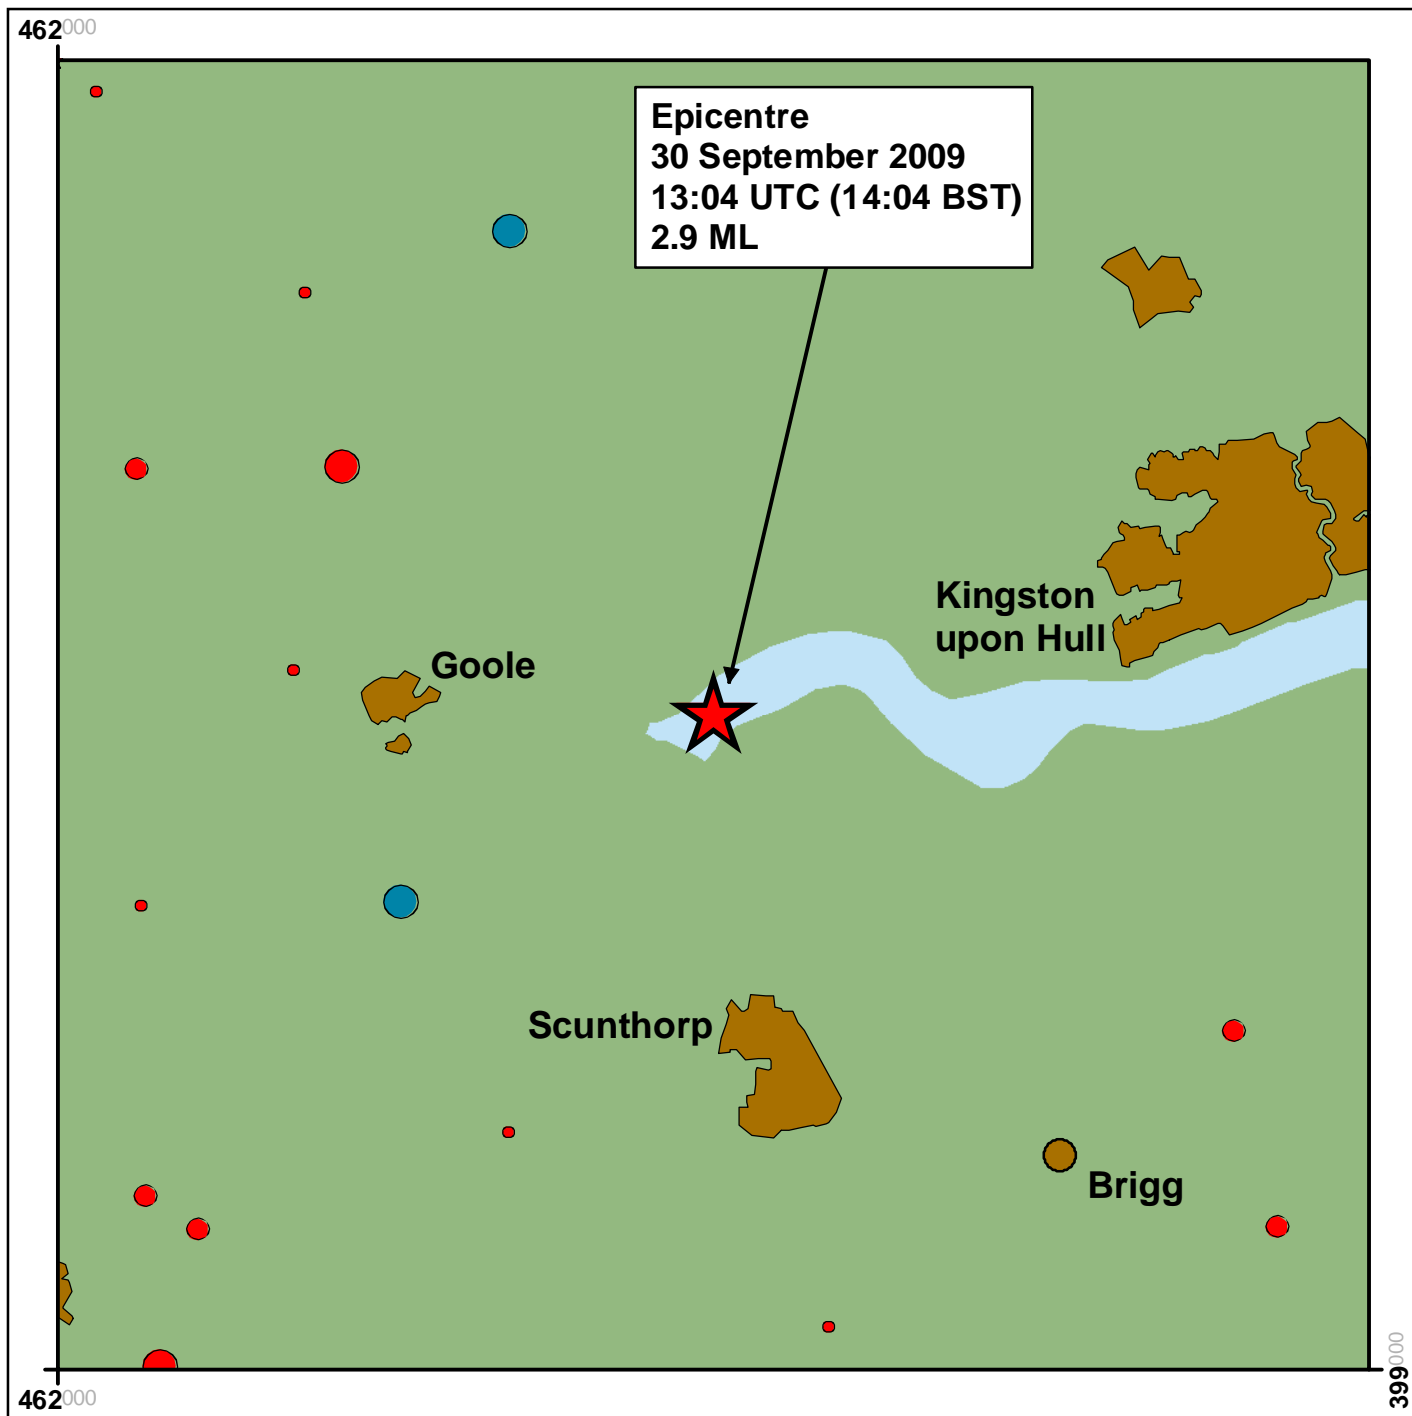 462000
Epicentre
30 September 2009
13:04 UTC (14:04 BST)
2.9 ML
Kingston
upon Hull
Goole
Scunthorp
Brigg
462000
399000